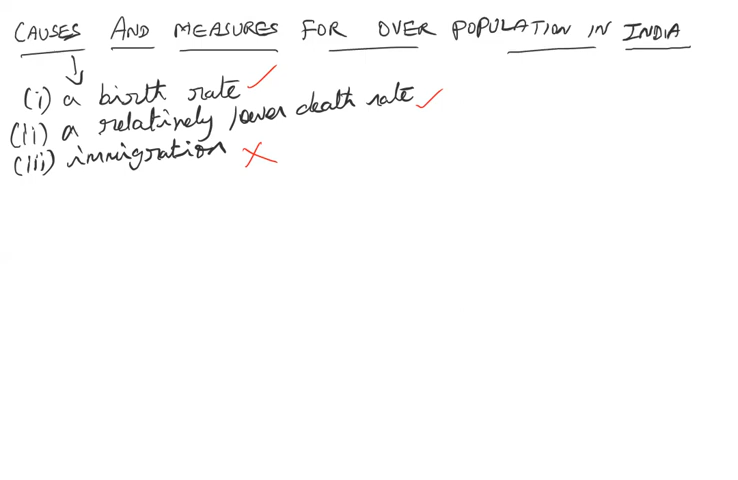 CAUSES AND MEASURES FOR OVER POPULATION IN INDIA
(i) a birth rate
(ii) a relatively lower death rate
(iii) immigration